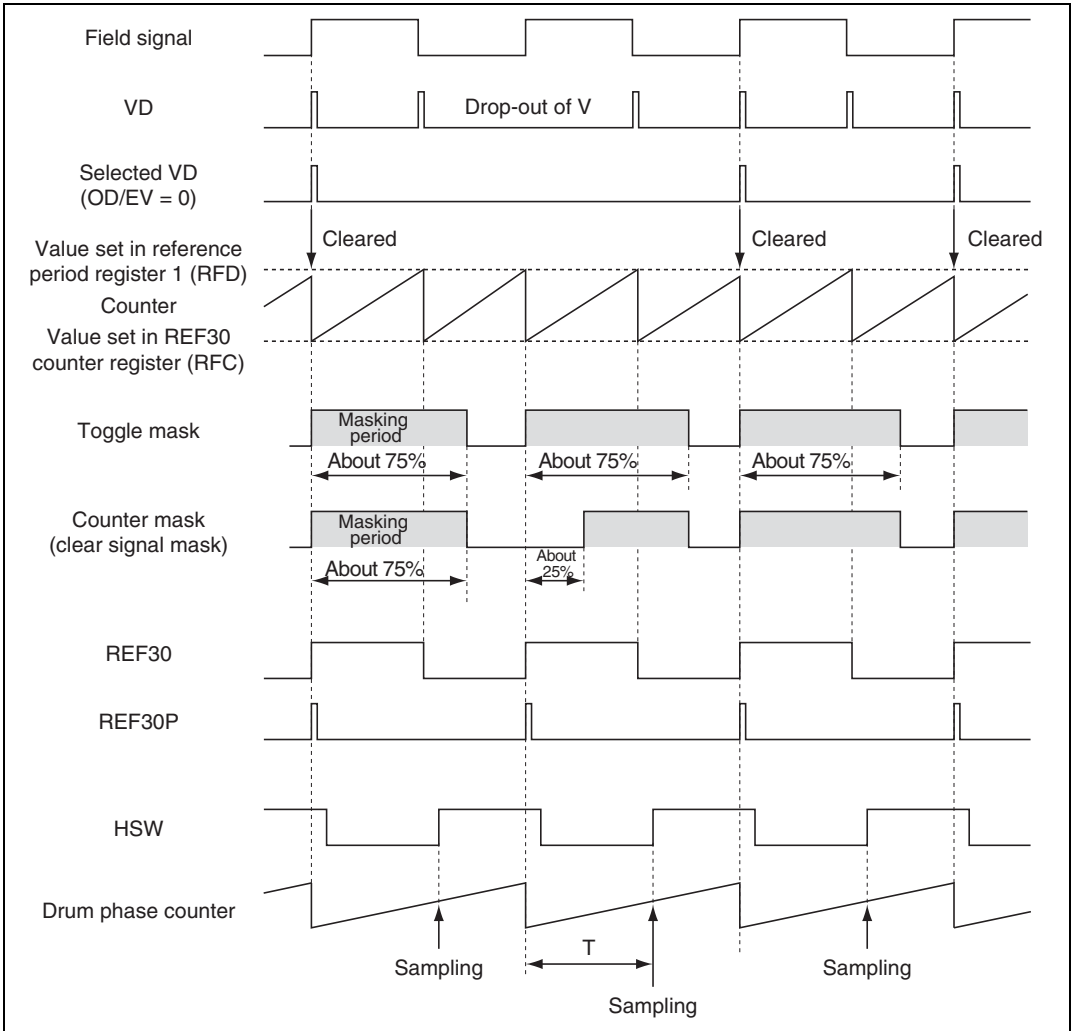 Field signal
VD
Drop-out of V
Selected VD
(OD/EV = 0)
Cleared
Cleared
Cleared
Value set in reference
period register 1 (RFD)
Counter
Value set in REF30
counter register (RFC)
Toggle mask
Masking
period
About 75%
About 75%
About 75%
Counter mask
(clear signal mask)
Masking
period
About 75%
About
25%
REF30
REF30P
HSW
Drum phase counter
Sampling
T
Sampling
Sampling